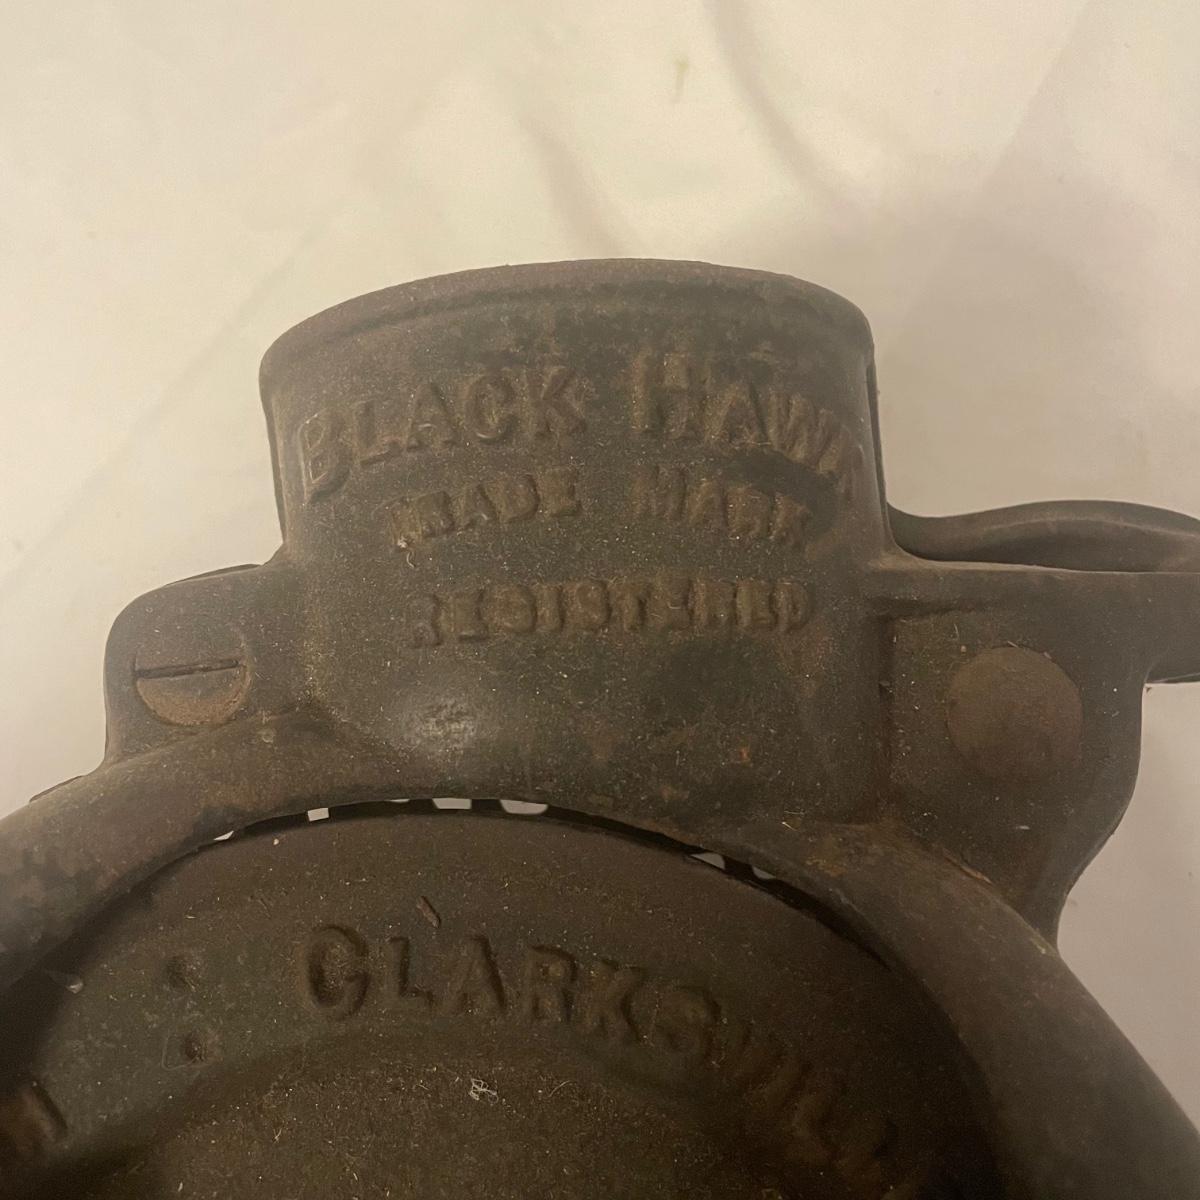 BLACK HAWK
TRADE MARK
REGISTERED
CLARKSVILLE